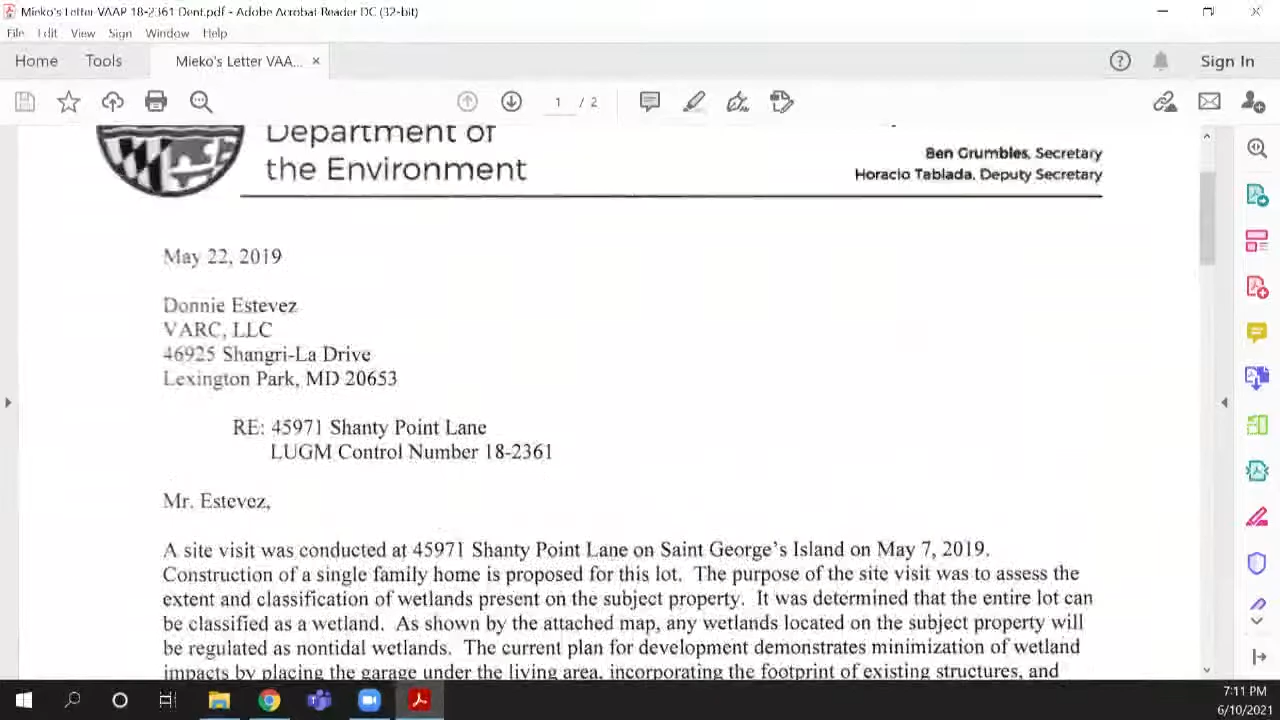 Mieko's Letter VAAP 18-2361 Dent.pdf - Adobe Acrobat Reader DC (32-bit)
File Edit View Sign Window Help
Home Tools Mieko's Letter VAA... × Sign In
1 / 2
Department of
the Environment
Ben Grumbles, Secretary
Horacio Tablada, Deputy Secretary
May 22, 2019
Donnie Estevez
VARC, LLC
46925 Shangri-La Drive
Lexington Park, MD 20653
RE: 45971 Shanty Point Lane
LUGM Control Number 18-2361
Mr. Estevez,
A site visit was conducted at 45971 Shanty Point Lane on Saint George's Island on May 7, 2019.
Construction of a single family home is proposed for this lot. The purpose of the site visit was to assess the
extent and classification of wetlands present on the subject property. It was determined that the entire lot can
be classified as a wetland. As shown by the attached map, any wetlands located on the subject property will
be regulated as nontidal wetlands. The current plan for development demonstrates minimization of wetland
impacts by placing the garage under the living area, incorporating the footprint of existing structures, and
7:11 PM
6/10/2021